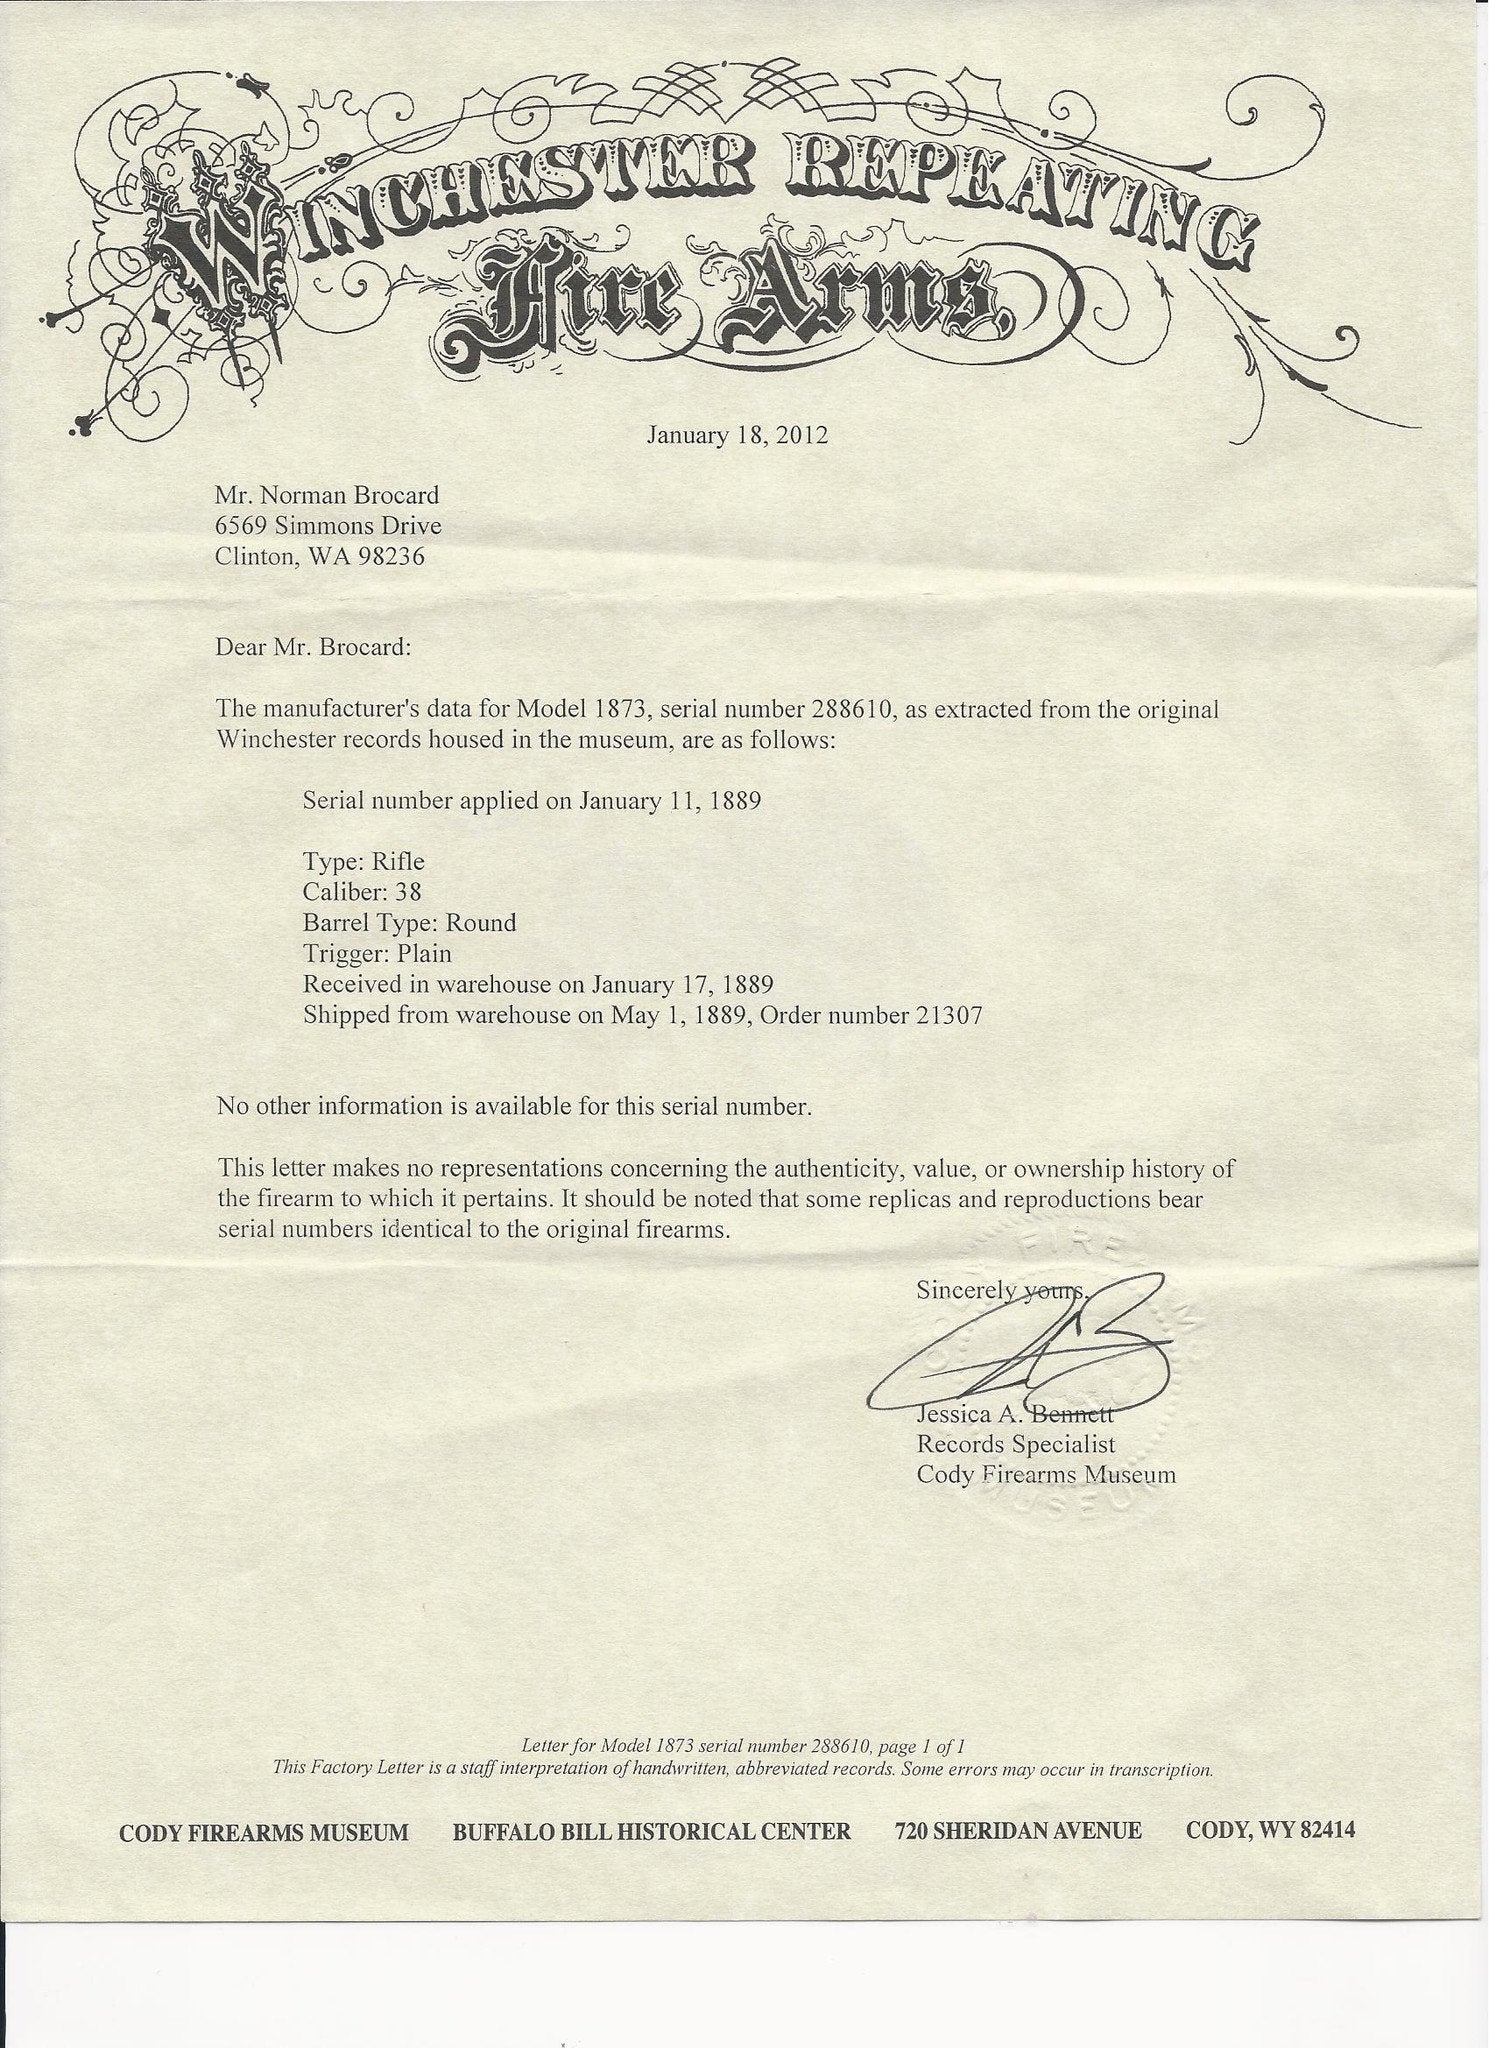 WINCHESTER REPEATING
Fire Arms,
January 18, 2012
Mr. Norman Brocard
6569 Simmons Drive
Clinton, WA 98236
Dear Mr. Brocard:
The manufacturer's data for Model 1873, serial number 288610, as extracted from the original
Winchester records housed in the museum, are as follows:
Serial number applied on January 11, 1889
Type: Rifle
Caliber: 38
Barrel Type: Round
Trigger: Plain
Received in warehouse on January 17, 1889
Shipped from warehouse on May 1, 1889, Order number 21307
No other information is available for this serial number.
This letter makes no representations concerning the authenticity, value, or ownership history of
the firearm to which it pertains. It should be noted that some replicas and reproductions bear
serial numbers identical to the original firearms.
Sincerely yours,
Jessica A. Bennett
Records Specialist
Cody Firearms Museum
Letter for Model 1873 serial number 288610, page 1 of 1
This Factory Letter is a staff interpretation of handwritten, abbreviated records. Some errors may occur in transcription.
CODY FIREARMS MUSEUM BUFFALO BILL HISTORICAL CENTER 720 SHERIDAN AVENUE CODY, WY 82414